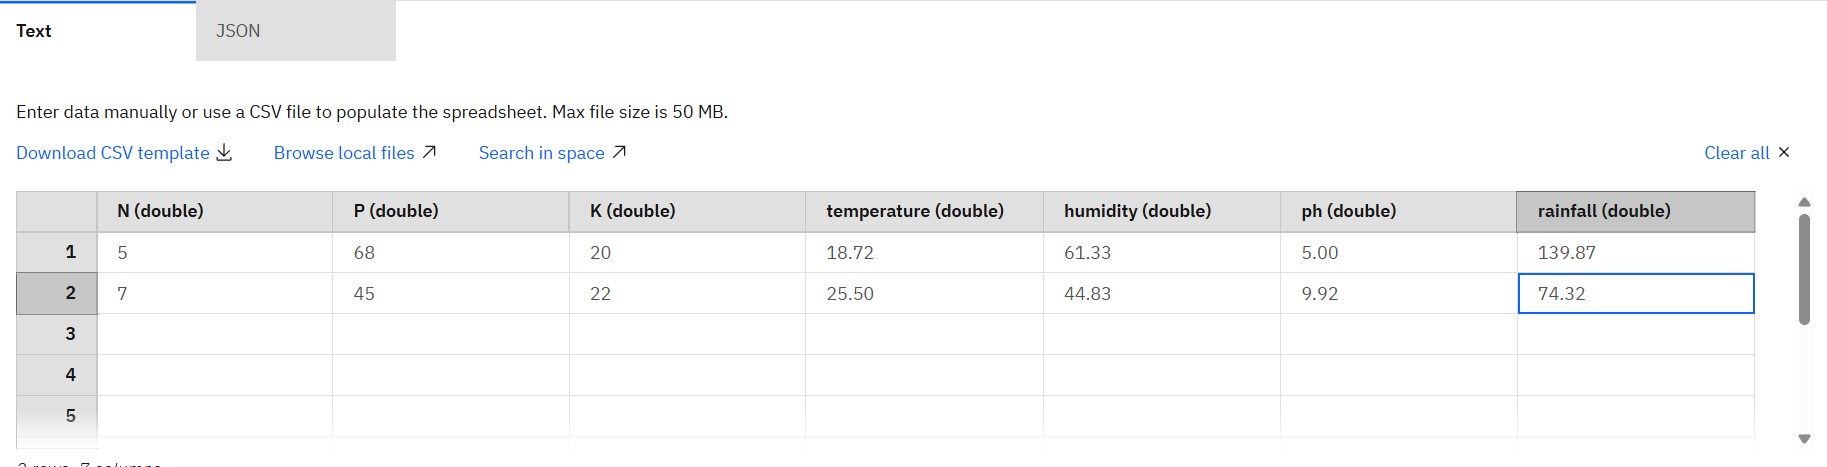 Text JSON
Enter data manually or use a CSV file to populate the spreadsheet. Max file size is 50 MB.
Download CSV template Browse local files Search in space Clear all ×
N (double) P (double) K (double) temperature (double) humidity (double) ph (double) rainfall (double)
1 5 68 20 18.72 61.33 5.00 139.87
2 7 45 22 25.50 44.83 9.92 74.32
3
4
5